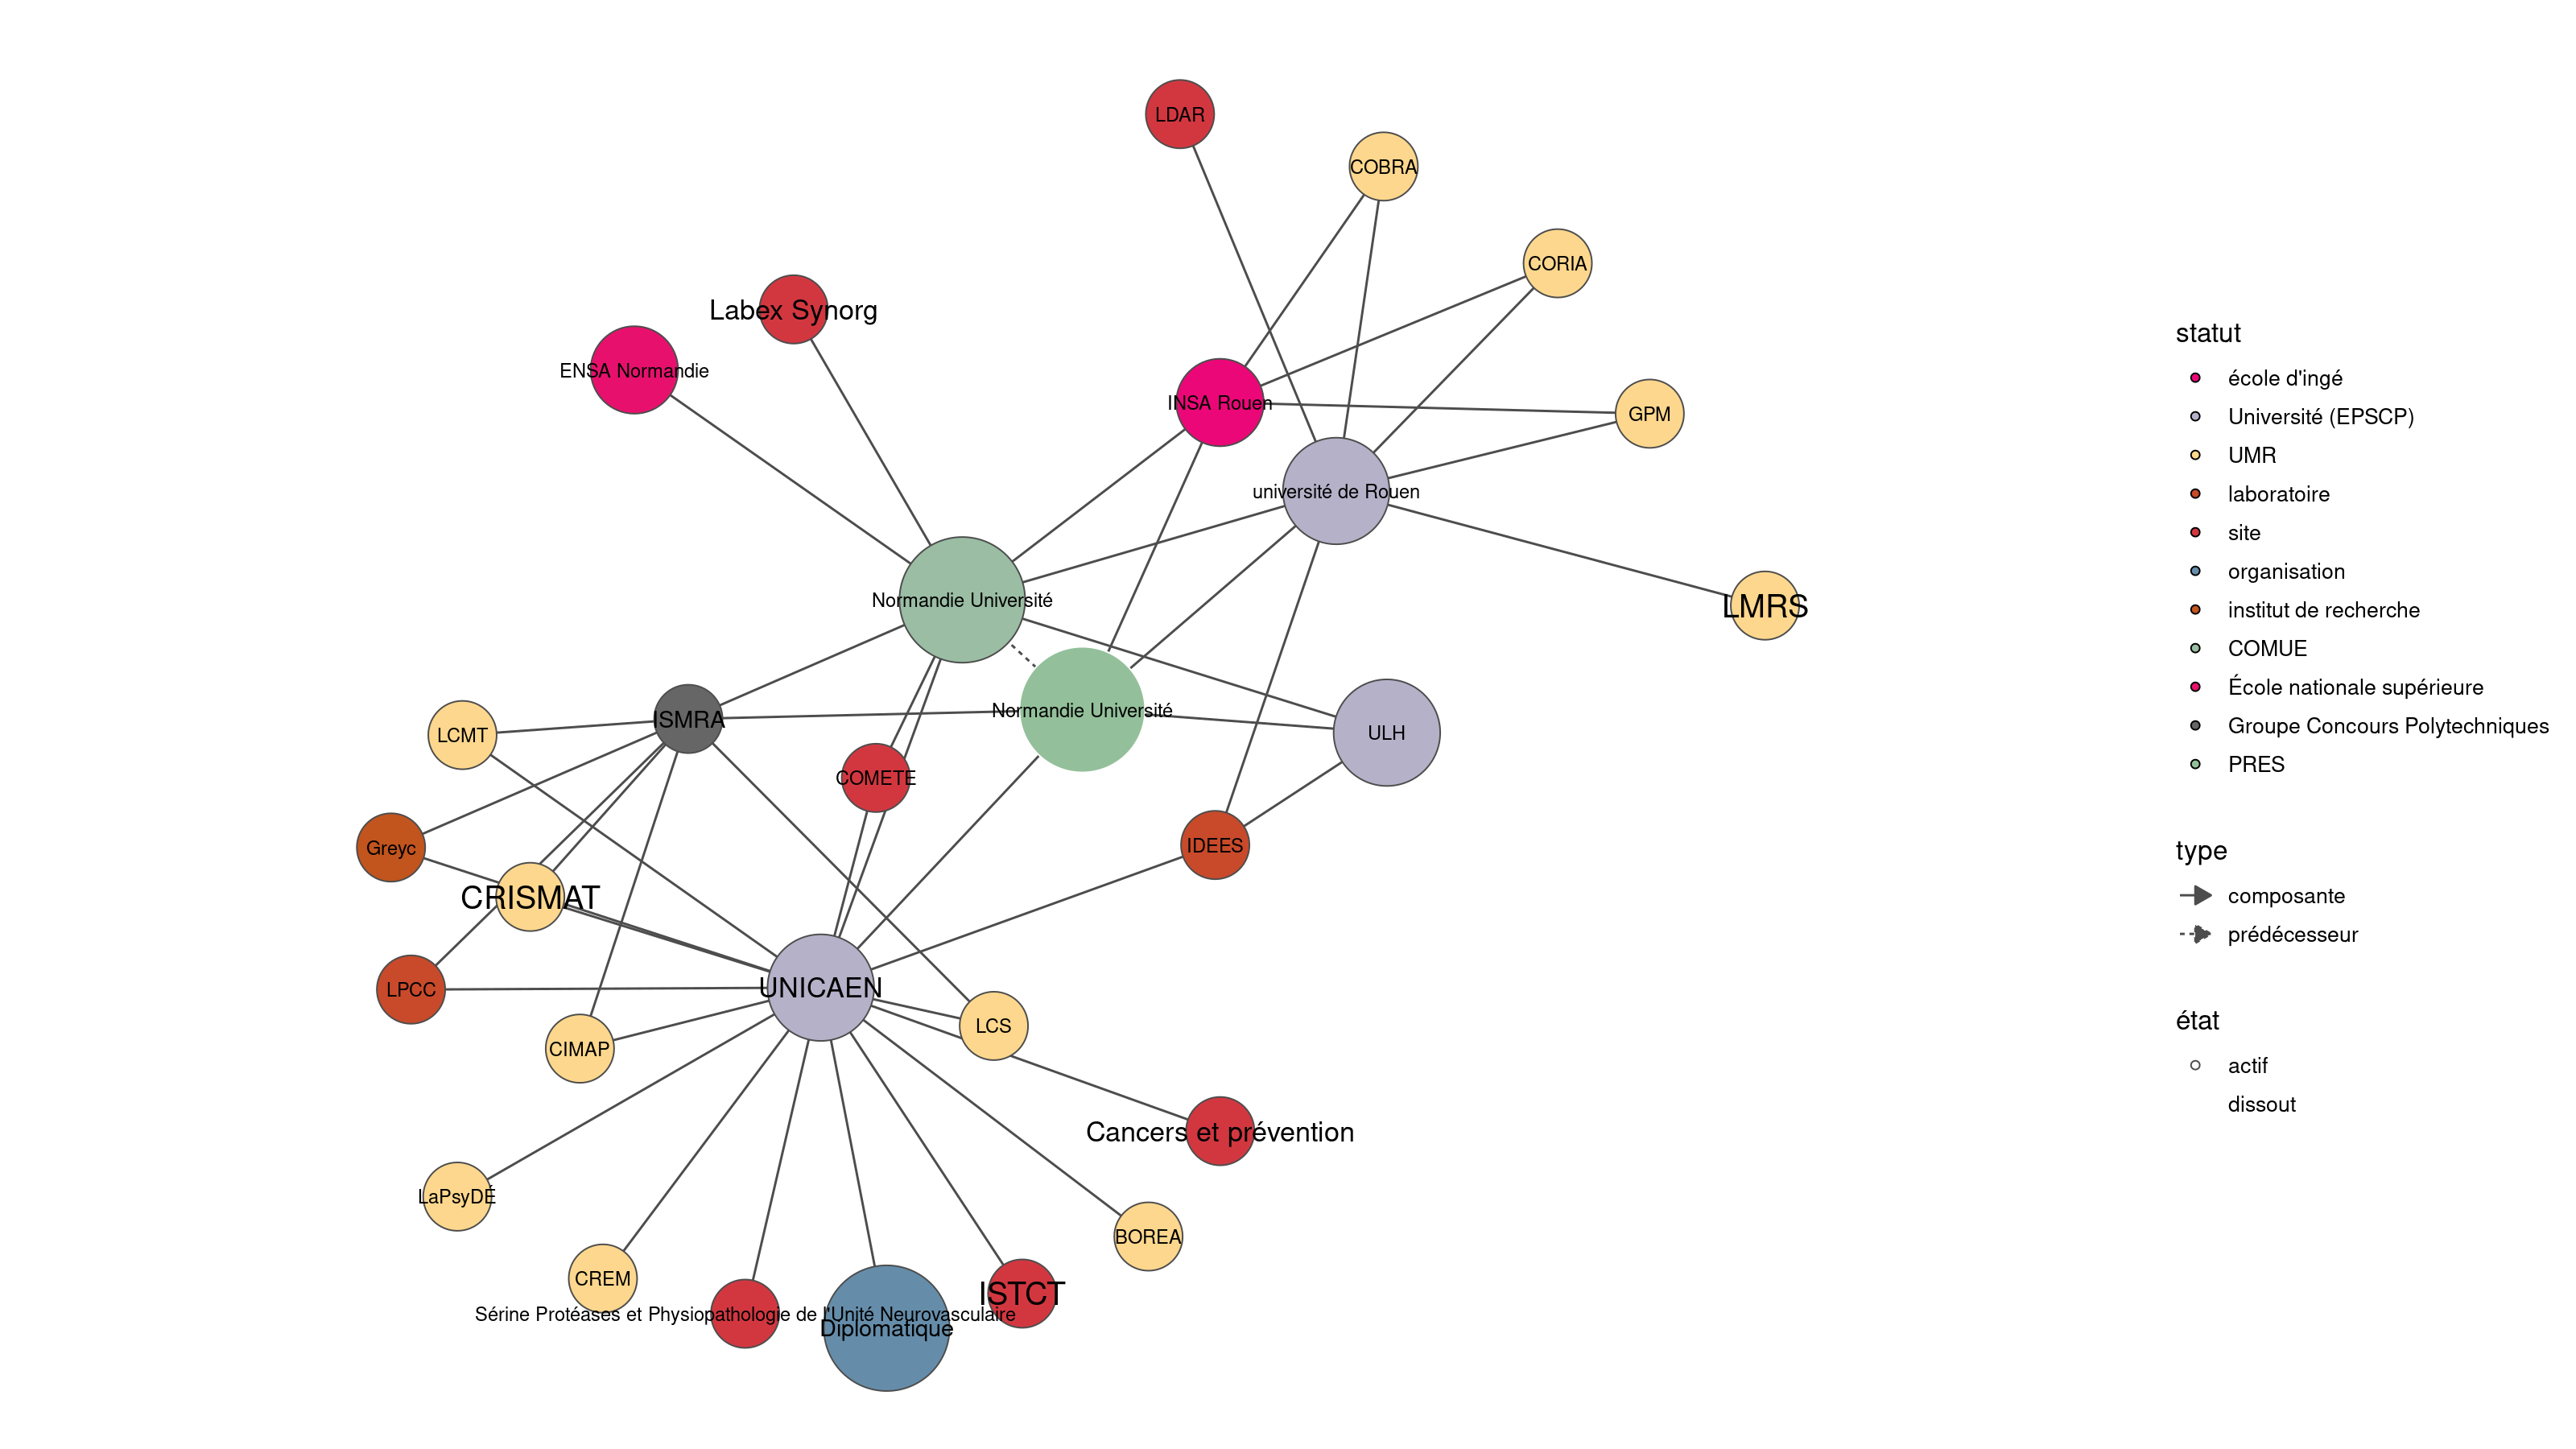 LDAR
COBRA
CORIA
Labex Synorg
ENSA Normandie
INSA Rouen
GPM
université de Rouen
Normandie Université
LMRS
Normandie Université
ISMRA
LCMT
ULH
COMETE
Greyc
IDEES
CRISMAT
UNICAEN
LPCC
LCS
CIMAP
Cancers et prévention
LaPsyDÉ
BOREA
CREM
ISTCT
Sérine Protéases et Physiopathologie de l'Unité Neurovasculaire
Diplomatique
statut
école d'ingé
Université (EPSCP)
UMR
laboratoire
site
organisation
institut de recherche
COMUE
École nationale supérieure
Groupe Concours Polytechniques
PRES
type
composante
prédécesseur
état
actif
dissout